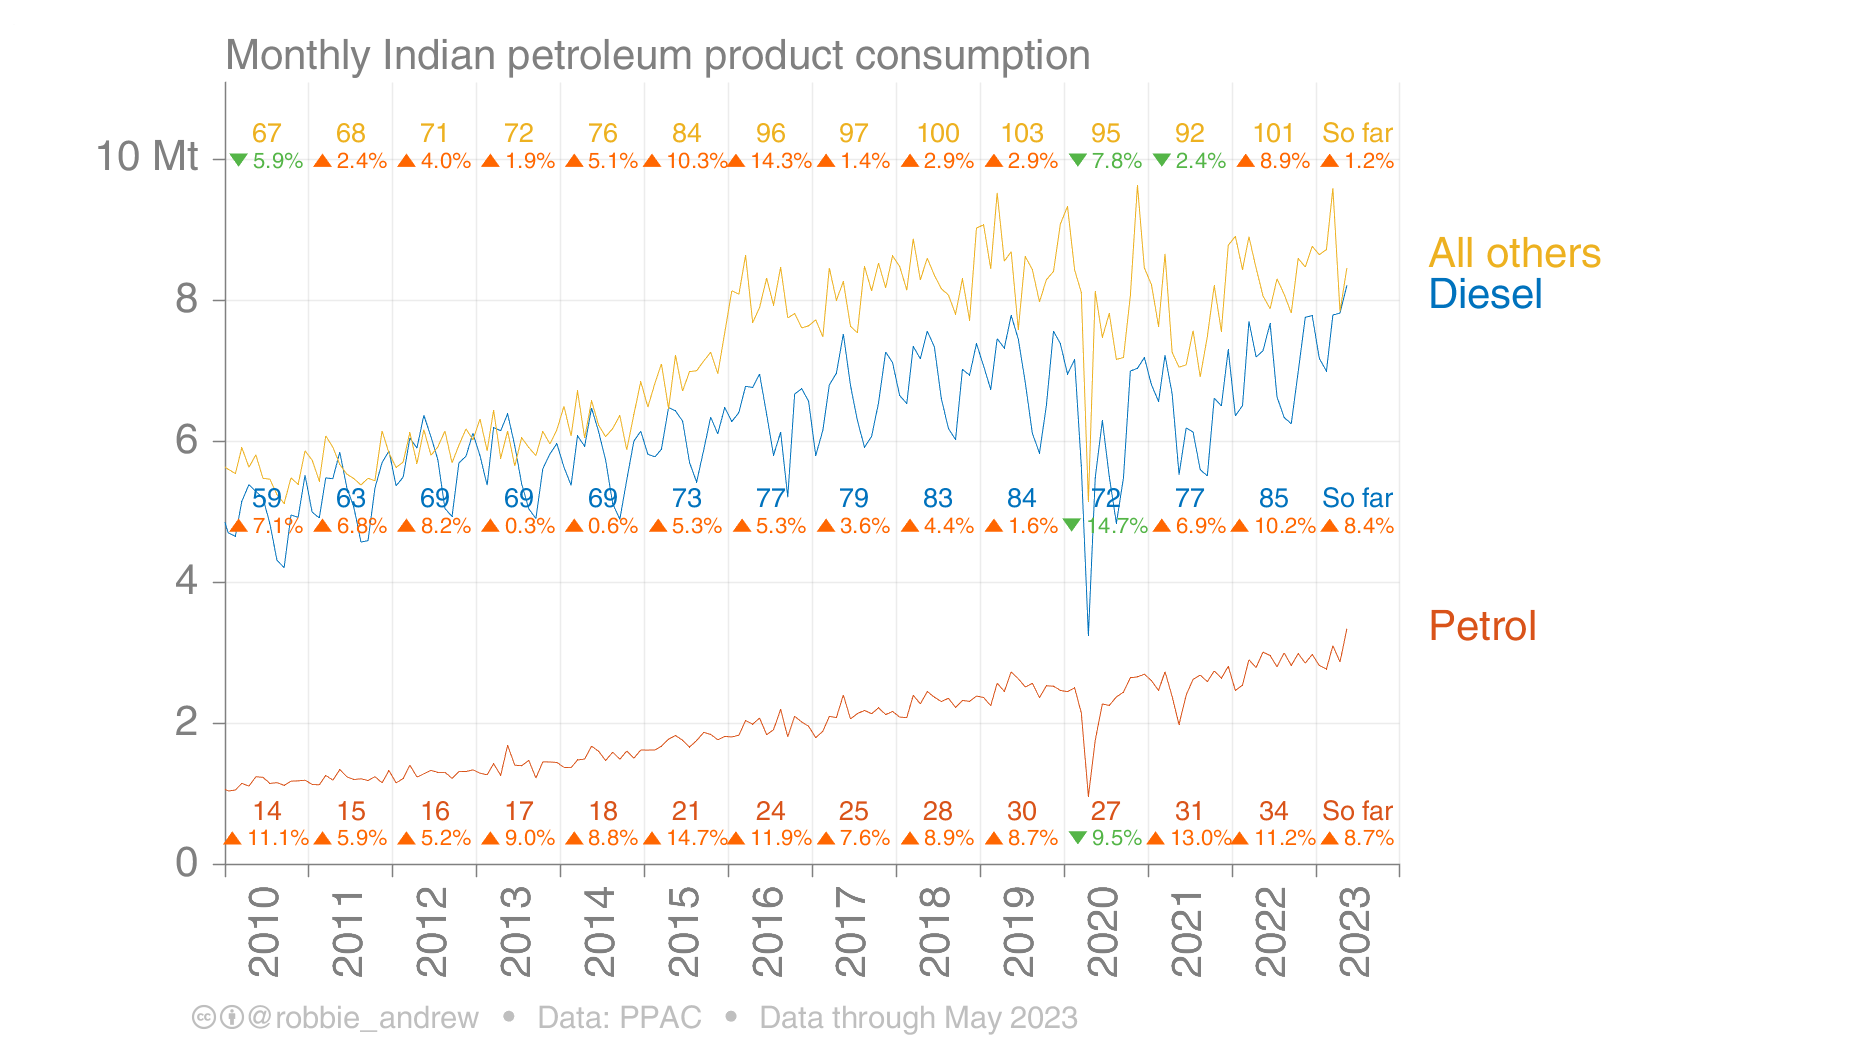 Monthly Indian petroleum product consumption
67 68 71 72 76 84 96 97 100 103 95 92 101 So far
10 Mt ▼ 5.9% ▲ 2.4% ▲ 4.0% ▲ 1.9% ▲ 5.1% ▲ 10.3% ▲ 14.3% ▲ 1.4% ▲ 2.9% ▲ 2.9% ▼ 7.8% ▼ 2.4% ▲ 8.9% ▲ 1.2%
All others
Diesel
8
6
59 63 69 69 69 73 77 79 83 84 72 77 85 So far
▲ 7.1% ▲ 6.8% ▲ 8.2% ▲ 0.3% ▲ 0.6% ▲ 5.3% ▲ 5.3% ▲ 3.6% ▲ 4.4% ▲ 1.6% ▼ 14.7% ▲ 6.9% ▲ 10.2% ▲ 8.4%
4
Petrol
2
14 15 16 17 18 21 24 25 28 30 27 31 34 So far
▲ 11.1% ▲ 5.9% ▲ 5.2% ▲ 9.0% ▲ 8.8% ▲ 14.7% ▲ 11.9% ▲ 7.6% ▲ 8.9% ▲ 8.7% ▼ 9.5% ▲ 13.0% ▲ 11.2% ▲ 8.7%
0
2010 2011 2012 2013 2014 2015 2016 2017 2018 2019 2020 2021 2022 2023
cc @robbie_andrew • Data: PPAC • Data through May 2023